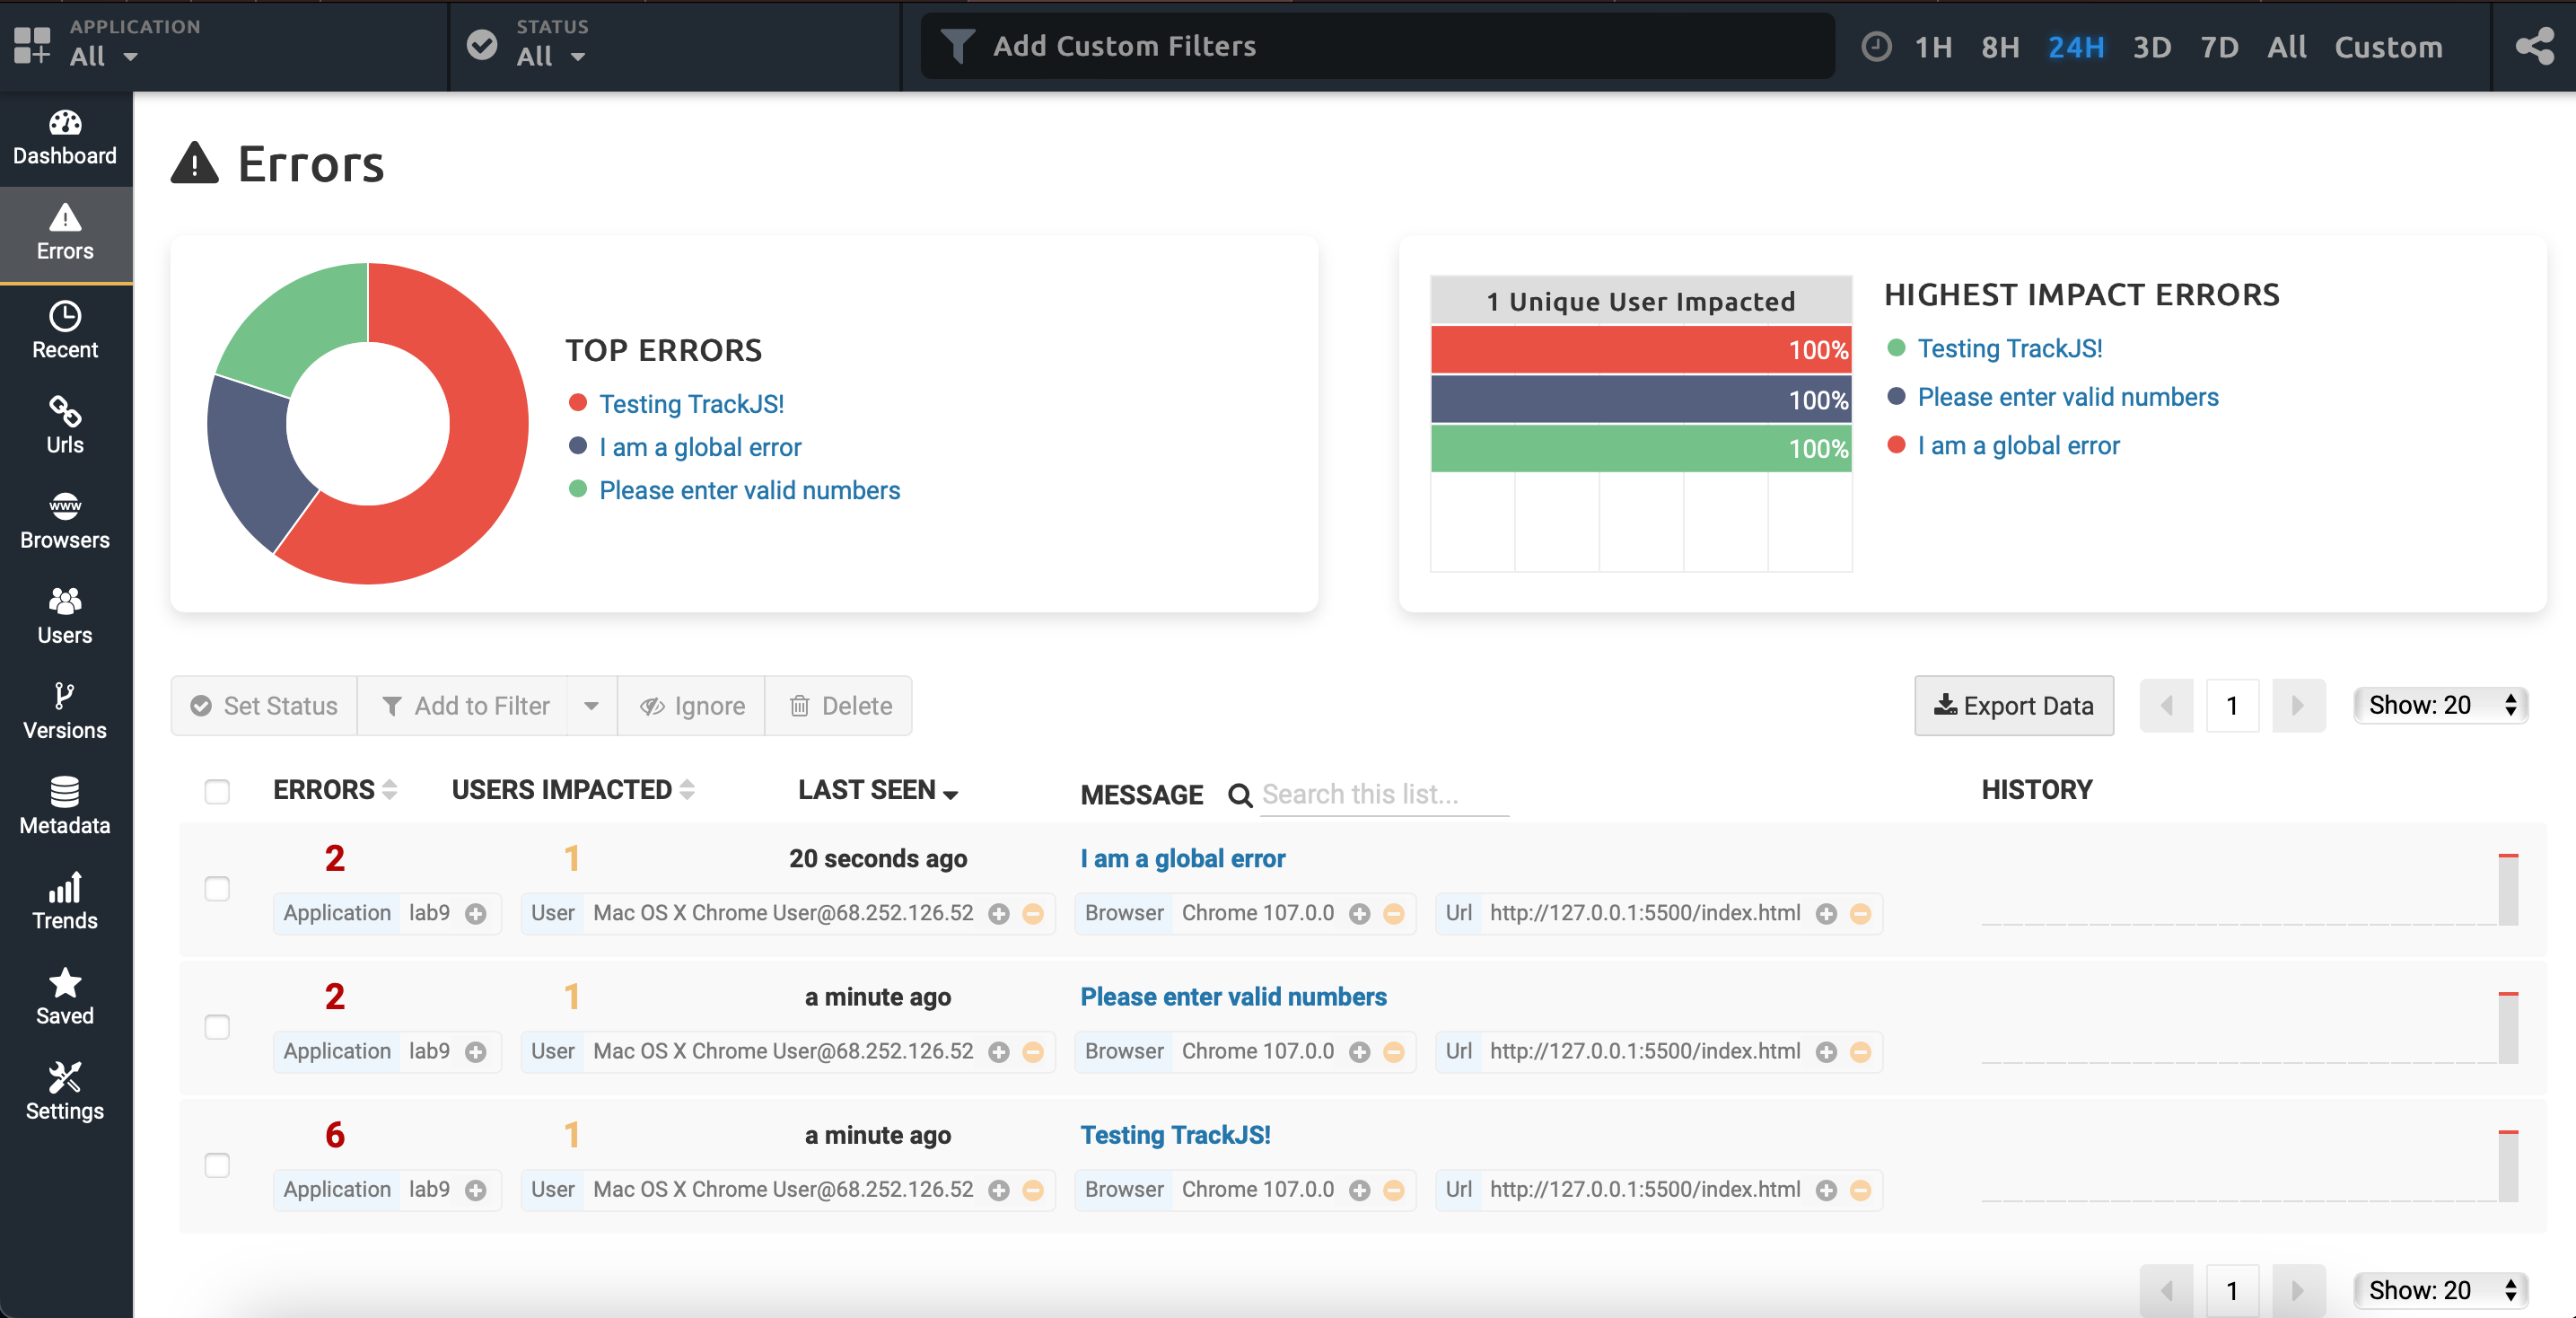 APPLICATION
All
STATUS
All
Add Custom Filters
1H 8H 24H 3D 7D All Custom
Dashboard
Errors
Recent
Urls
www
Browsers
Users
Versions
Metadata
Trends
Saved
Settings
Errors
TOP ERRORS
Testing TrackJS!
I am a global error
Please enter valid numbers
1 Unique User Impacted
100%
100%
100%
HIGHEST IMPACT ERRORS
Testing TrackJS!
Please enter valid numbers
I am a global error
Set Status Add to Filter Ignore Delete
Export Data 1 Show: 20
ERRORS USERS IMPACTED LAST SEEN MESSAGE Search this list... HISTORY
2 1 20 seconds ago I am a global error
Application lab9 User Mac OS X Chrome User@68.252.126.52 Browser Chrome 107.0.0 Url http://127.0.0.1:5500/index.html
2 1 a minute ago Please enter valid numbers
Application lab9 User Mac OS X Chrome User@68.252.126.52 Browser Chrome 107.0.0 Url http://127.0.0.1:5500/index.html
6 1 a minute ago Testing TrackJS!
Application lab9 User Mac OS X Chrome User@68.252.126.52 Browser Chrome 107.0.0 Url http://127.0.0.1:5500/index.html
1 Show: 20